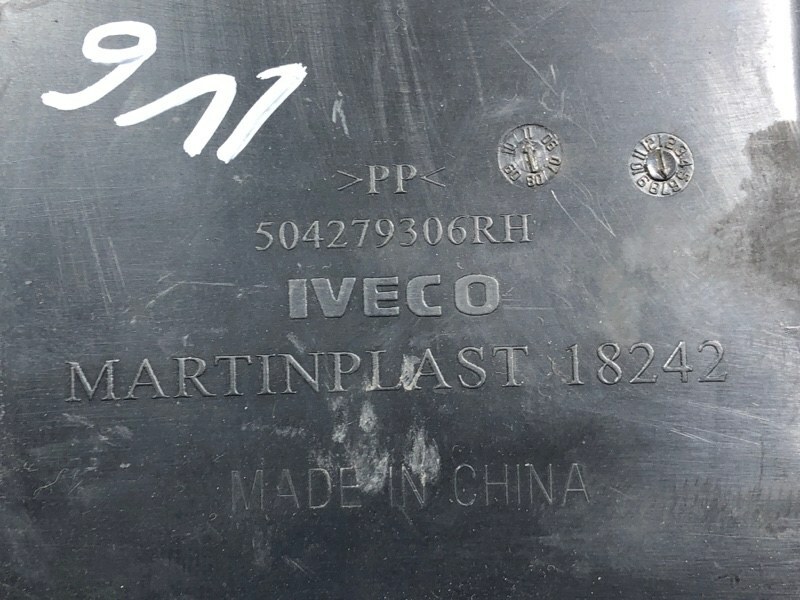 911
>PP<
504279306RH
IVECO
MARTINPLAST 18242
MADE IN CHINA